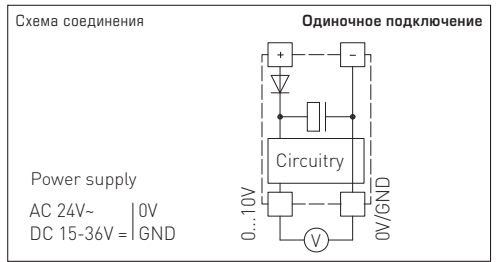 Схема соединения
Одиночное подключение
+ −
Circuitry
Power supply
AC 24V~ | 0V
DC 15-36V = | GND
0...10V
0V/GND
V